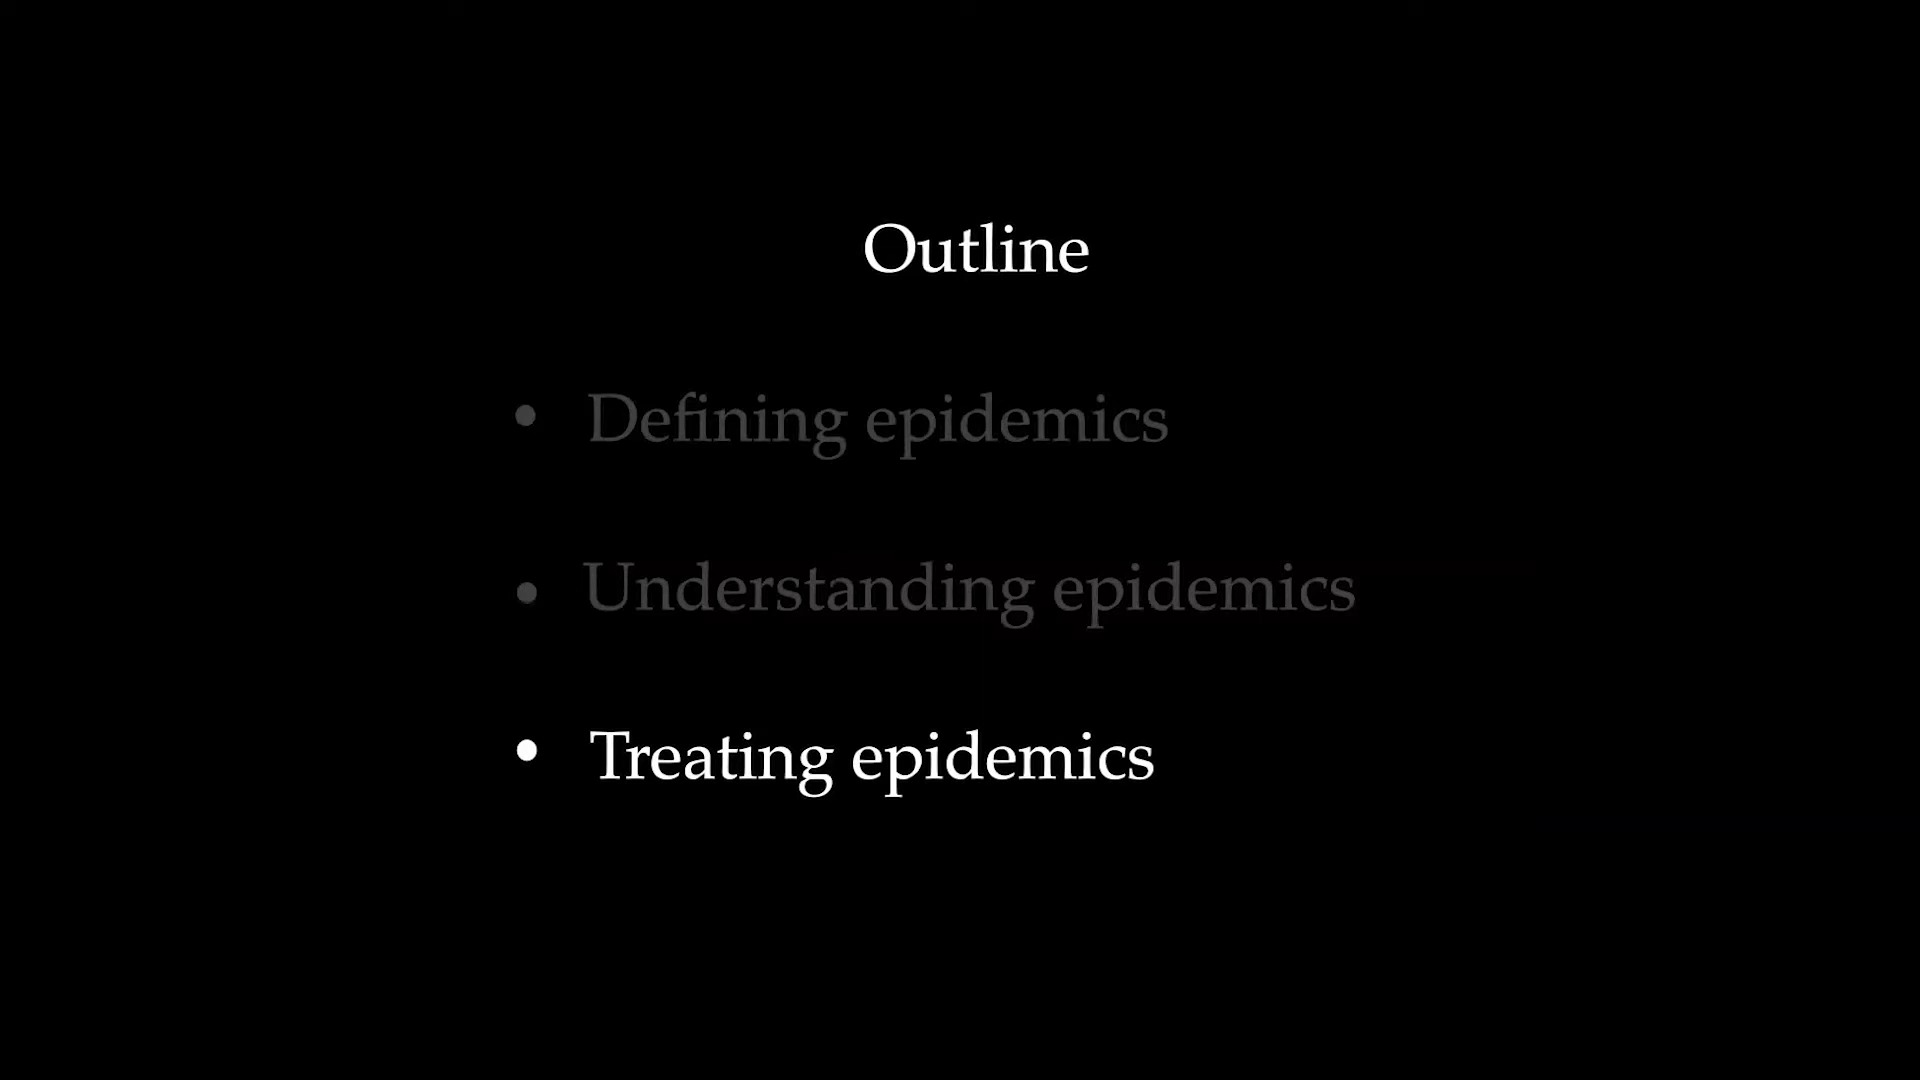 Outline
• Defining epidemics
• Understanding epidemics
• Treating epidemics